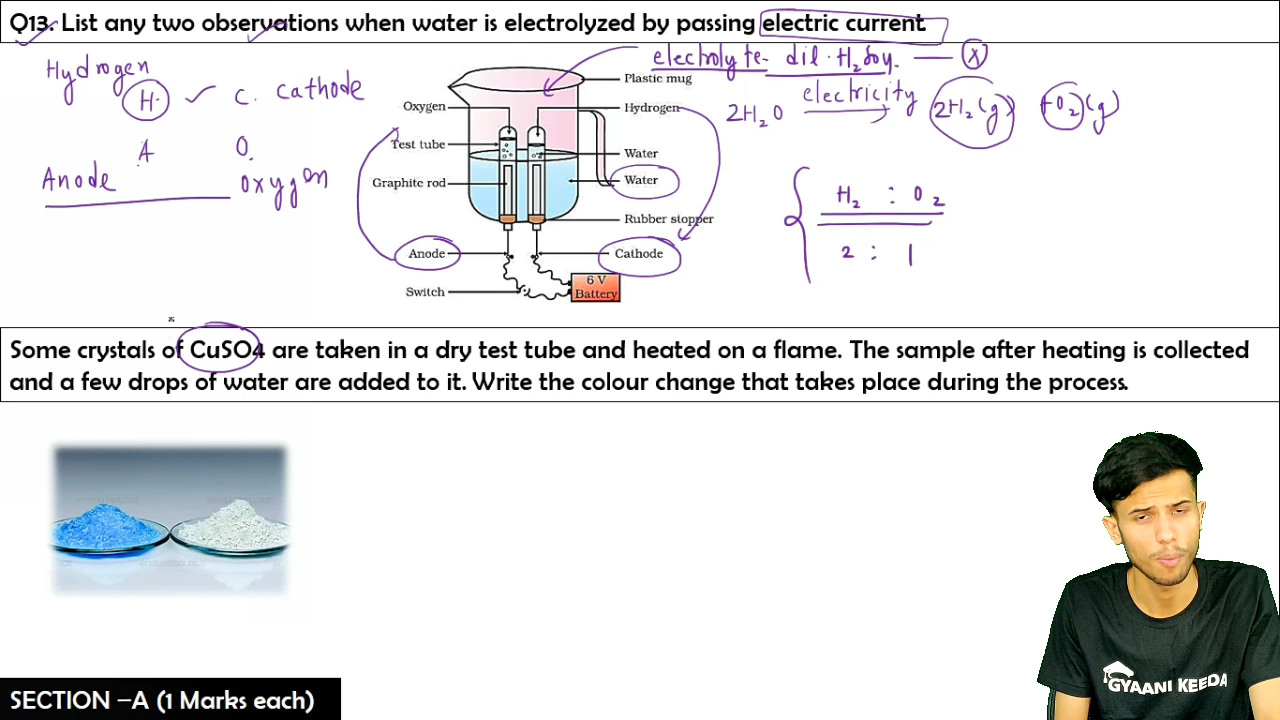 Q13. List any two observations when water is electrolyzed by passing electric current
electrolyte- dil. H2SO4. — X
Hydrogen
H. ✓ C. Cathode
A O.
Anode Oxygen
Plastic mug
Oxygen
Hydrogen
Test tube
Water
Graphite rod
Water
Rubber stopper
Anode
Cathode
Switch
6 V
Battery
2H2O electricity 2H2(g) + O2(g)
H2 : O2
2 : 1
Some crystals of CuSO4 are taken in a dry test tube and heated on a flame. The sample after heating is collected
and a few drops of water are added to it. Write the colour change that takes place during the process.
GYAANI KEEDA
SECTION –A (1 Marks each)